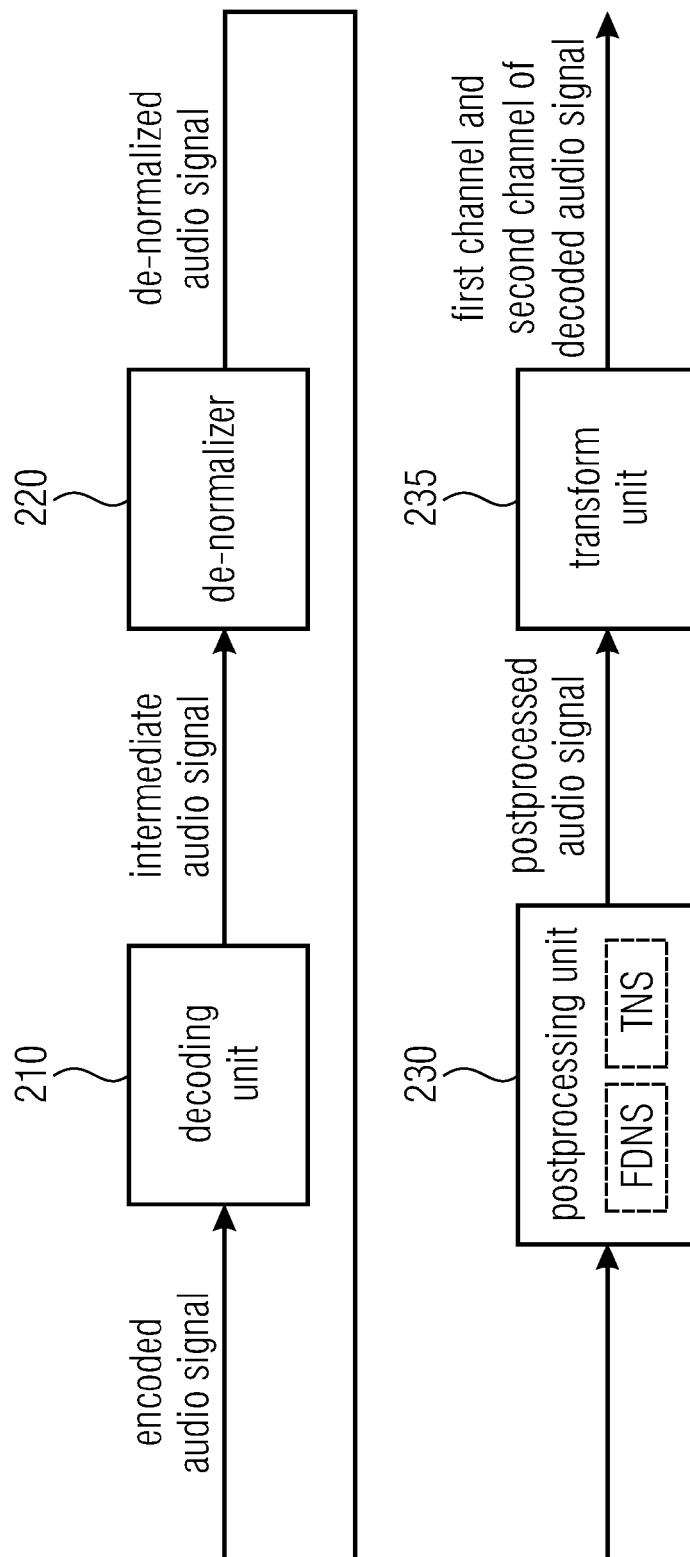 encoded
audio signal
210
decoding
unit
intermediate
audio signal
220
de-normalizer
de-normalized
audio signal
230
postprocessing unit
FDNS
TNS
postprocessed
audio signal
235
transform
unit
first channel and
second channel of
decoded audio signal